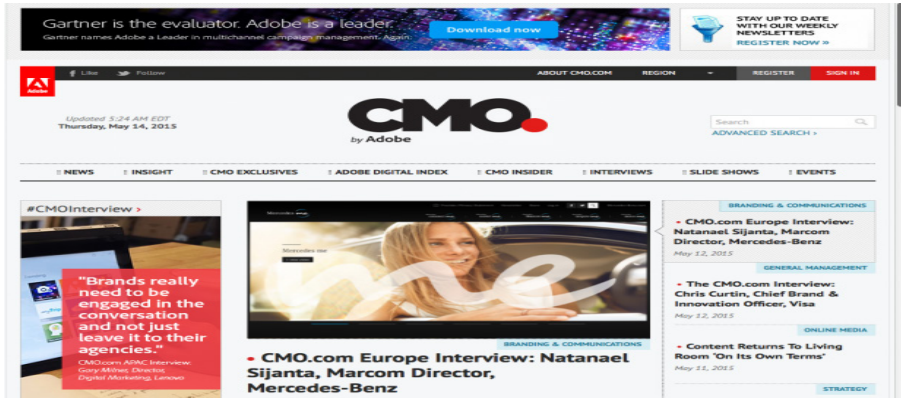 Gartner is the evaluator. Adobe is a leader.
Gartner names Adobe a Leader in multichannel campaign management. Again.
Download now
STAY UP TO DATE
WITH OUR WEEKLY
NEWSLETTERS
REGISTER NOW »
Adobe
Like
Follow
ABOUT CMO.COM
REGION
REGISTER
SIGN IN
Updated 5:24 AM EDT
Thursday, May 14, 2015
CMO.
by Adobe
Search
ADVANCED SEARCH ›
NEWS
INSIGHT
CMO EXCLUSIVES
ADOBE DIGITAL INDEX
CMO INSIDER
INTERVIEWS
SLIDE SHOWS
EVENTS
#CMOInterview ›
"Brands really
need to be
engaged in the
conversation
and not just
leave it to their
agencies."
CMO.com APAC Interview:
Gary Milner, Director,
Digital Marketing, Lenovo
Mercedes me
Mercedes me
me
BRANDING & COMMUNICATIONS
• CMO.com Europe Interview: Natanael
Sijanta, Marcom Director,
Mercedes-Benz
BRANDING & COMMUNICATIONS
• CMO.com Europe Interview:
Natanael Sijanta, Marcom
Director, Mercedes-Benz
May 12, 2015
GENERAL MANAGEMENT
• The CMO.com Interview:
Chris Curtin, Chief Brand &
Innovation Officer, Visa
May 12, 2015
ONLINE MEDIA
• Content Returns To Living
Room 'On Its Own Terms'
May 11, 2015
STRATEGY